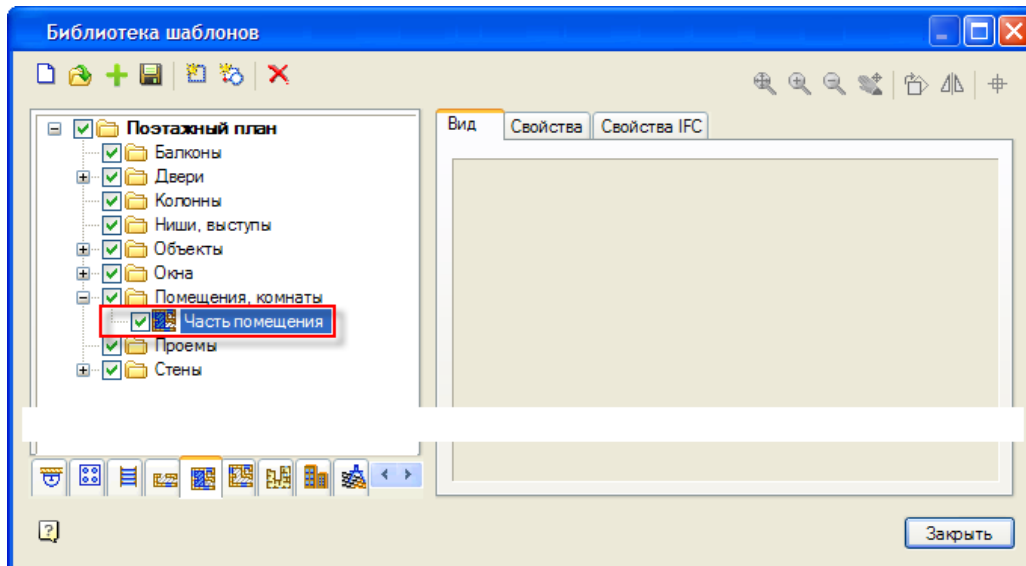 Библиотека шаблонов
Вид
Свойства
Свойства IFC
Поэтажный план
Балконы
Двери
Колонны
Ниши, выступы
Объекты
Окна
Помещения, комнаты
Часть помещения
Проемы
Стены
Закрыть